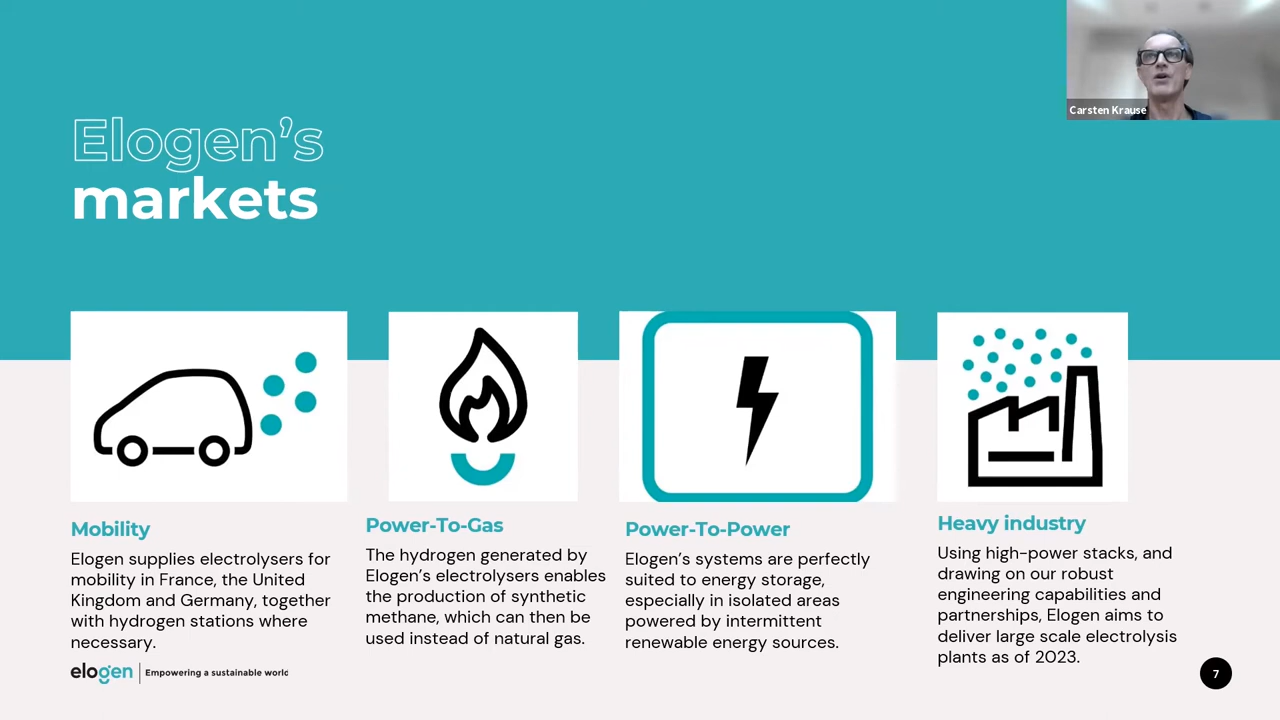 Carsten Krause
Elogen's
markets
Mobility
Elogen supplies electrolysers for
mobility in France, the United
Kingdom and Germany, together
with hydrogen stations where
necessary.
Power-To-Gas
The hydrogen generated by
Elogen's electrolysers enables
the production of synthetic
methane, which can then be
used instead of natural gas.
Power-To-Power
Elogen's systems are perfectly
suited to energy storage,
especially in isolated areas
powered by intermittent
renewable energy sources.
Heavy industry
Using high-power stacks, and
drawing on our robust
engineering capabilities and
partnerships, Elogen aims to
deliver large scale electrolysis
plants as of 2023.
elogen Empowering a sustainable world
7